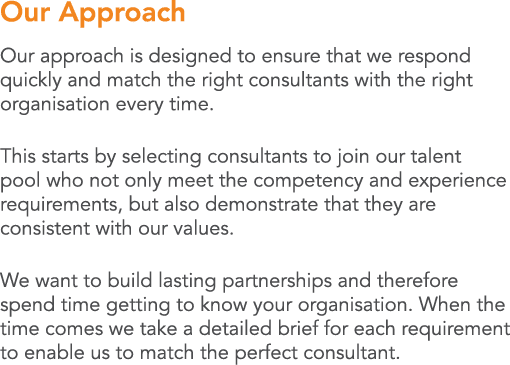 Our Approach
Our approach is designed to ensure that we respond
quickly and match the right consultants with the right
organisation every time.
This starts by selecting consultants to join our talent
pool who not only meet the competency and experience
requirements, but also demonstrate that they are
consistent with our values.
We want to build lasting partnerships and therefore
spend time getting to know your organisation. When the
time comes we take a detailed brief for each requirement
to enable us to match the perfect consultant.